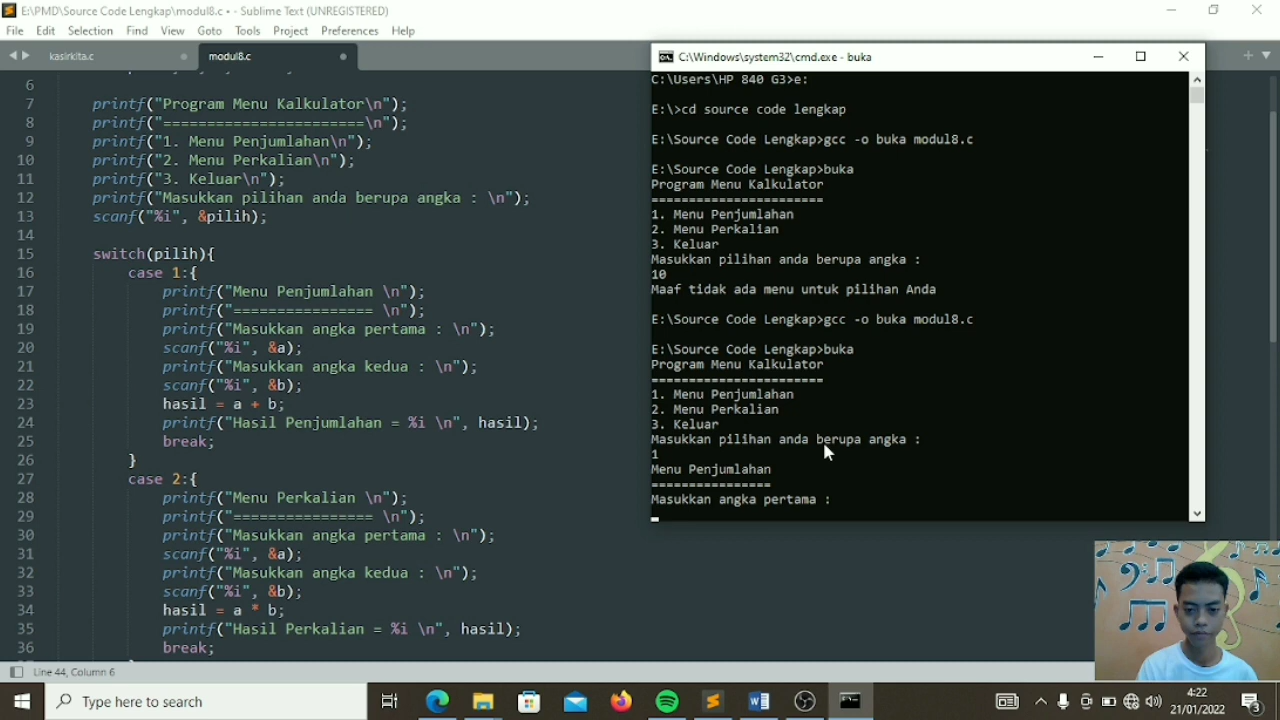 E:\PMD\Source Code Lengkap\modul8.c • - Sublime Text (UNREGISTERED)
File Edit Selection Find View Goto Tools Project Preferences Help
kasirkita.c modul8.c
6
7 printf("Program Menu Kalkulator\n");
8 printf("=======================\n");
9 printf("1. Menu Penjumlahan\n");
10 printf("2. Menu Perkalian\n");
11 printf("3. Keluar\n");
12 printf("Masukkan pilihan anda berupa angka : \n");
13 scanf("%i", &pilih);
14
15 switch(pilih){
16 case 1:{
17 printf("Menu Penjumlahan \n");
18 printf("================ \n");
19 printf("Masukkan angka pertama : \n");
20 scanf("%i", &a);
21 printf("Masukkan angka kedua : \n");
22 scanf("%i", &b);
23 hasil = a + b;
24 printf("Hasil Penjumlahan = %i \n", hasil);
25 break;
26 }
27 case 2:{
28 printf("Menu Perkalian \n");
29 printf("================ \n");
30 printf("Masukkan angka pertama : \n");
31 scanf("%i", &a);
32 printf("Masukkan angka kedua : \n");
33 scanf("%i", &b);
34 hasil = a * b;
35 printf("Hasil Perkalian = %i \n", hasil);
36 break;
Line 44, Column 6
C:\Windows\system32\cmd.exe - buka
C:\Users\HP 840 G3>e:
E:\>cd source code lengkap
E:\Source Code Lengkap>gcc -o buka modul8.c
E:\Source Code Lengkap>buka
Program Menu Kalkulator
=======================
1. Menu Penjumlahan
2. Menu Perkalian
3. Keluar
Masukkan pilihan anda berupa angka :
10
Maaf tidak ada menu untuk pilihan Anda
E:\Source Code Lengkap>gcc -o buka modul8.c
E:\Source Code Lengkap>buka
Program Menu Kalkulator
=======================
1. Menu Penjumlahan
2. Menu Perkalian
3. Keluar
Masukkan pilihan anda berupa angka :
1
Menu Penjumlahan
================
Masukkan angka pertama :
Type here to search
4:22
21/01/2022
3